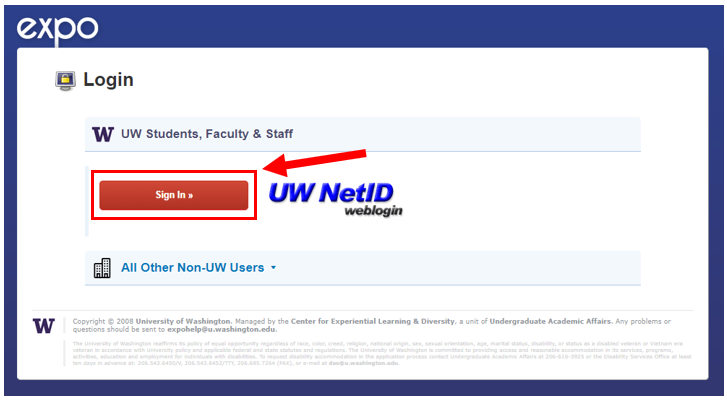 expo
Login
W UW Students, Faculty & Staff
Sign In »
UW NetID
weblogin
All Other Non-UW Users
W
Copyright © 2008 University of Washington. Managed by the Center for Experiential Learning & Diversity, a unit of Undergraduate Academic Affairs. Any problems or
questions should be sent to expohelp@u.washington.edu.
The University of Washington reaffirms its policy of equal opportunity regardless of race, color, creed, religion, national origin, sex, sexual orientation, age, marital status, disability, or status as a disabled veteran or Vietnam era
veteran in accordance with University policy and applicable federal and state statutes and regulations. The University of Washington is committed to providing access and reasonable accommodation in its services, programs,
activities, education and employment for individuals with disabilities. To request disability accommodation in the application process contact Undergraduate Academic Affairs at or the Disability Services Office at least
ten days in advance at: 206.543.6450/V, 206.543.6452/TTY, 206.685.7264 (FAX), or e-mail at dso@u.washington.edu.